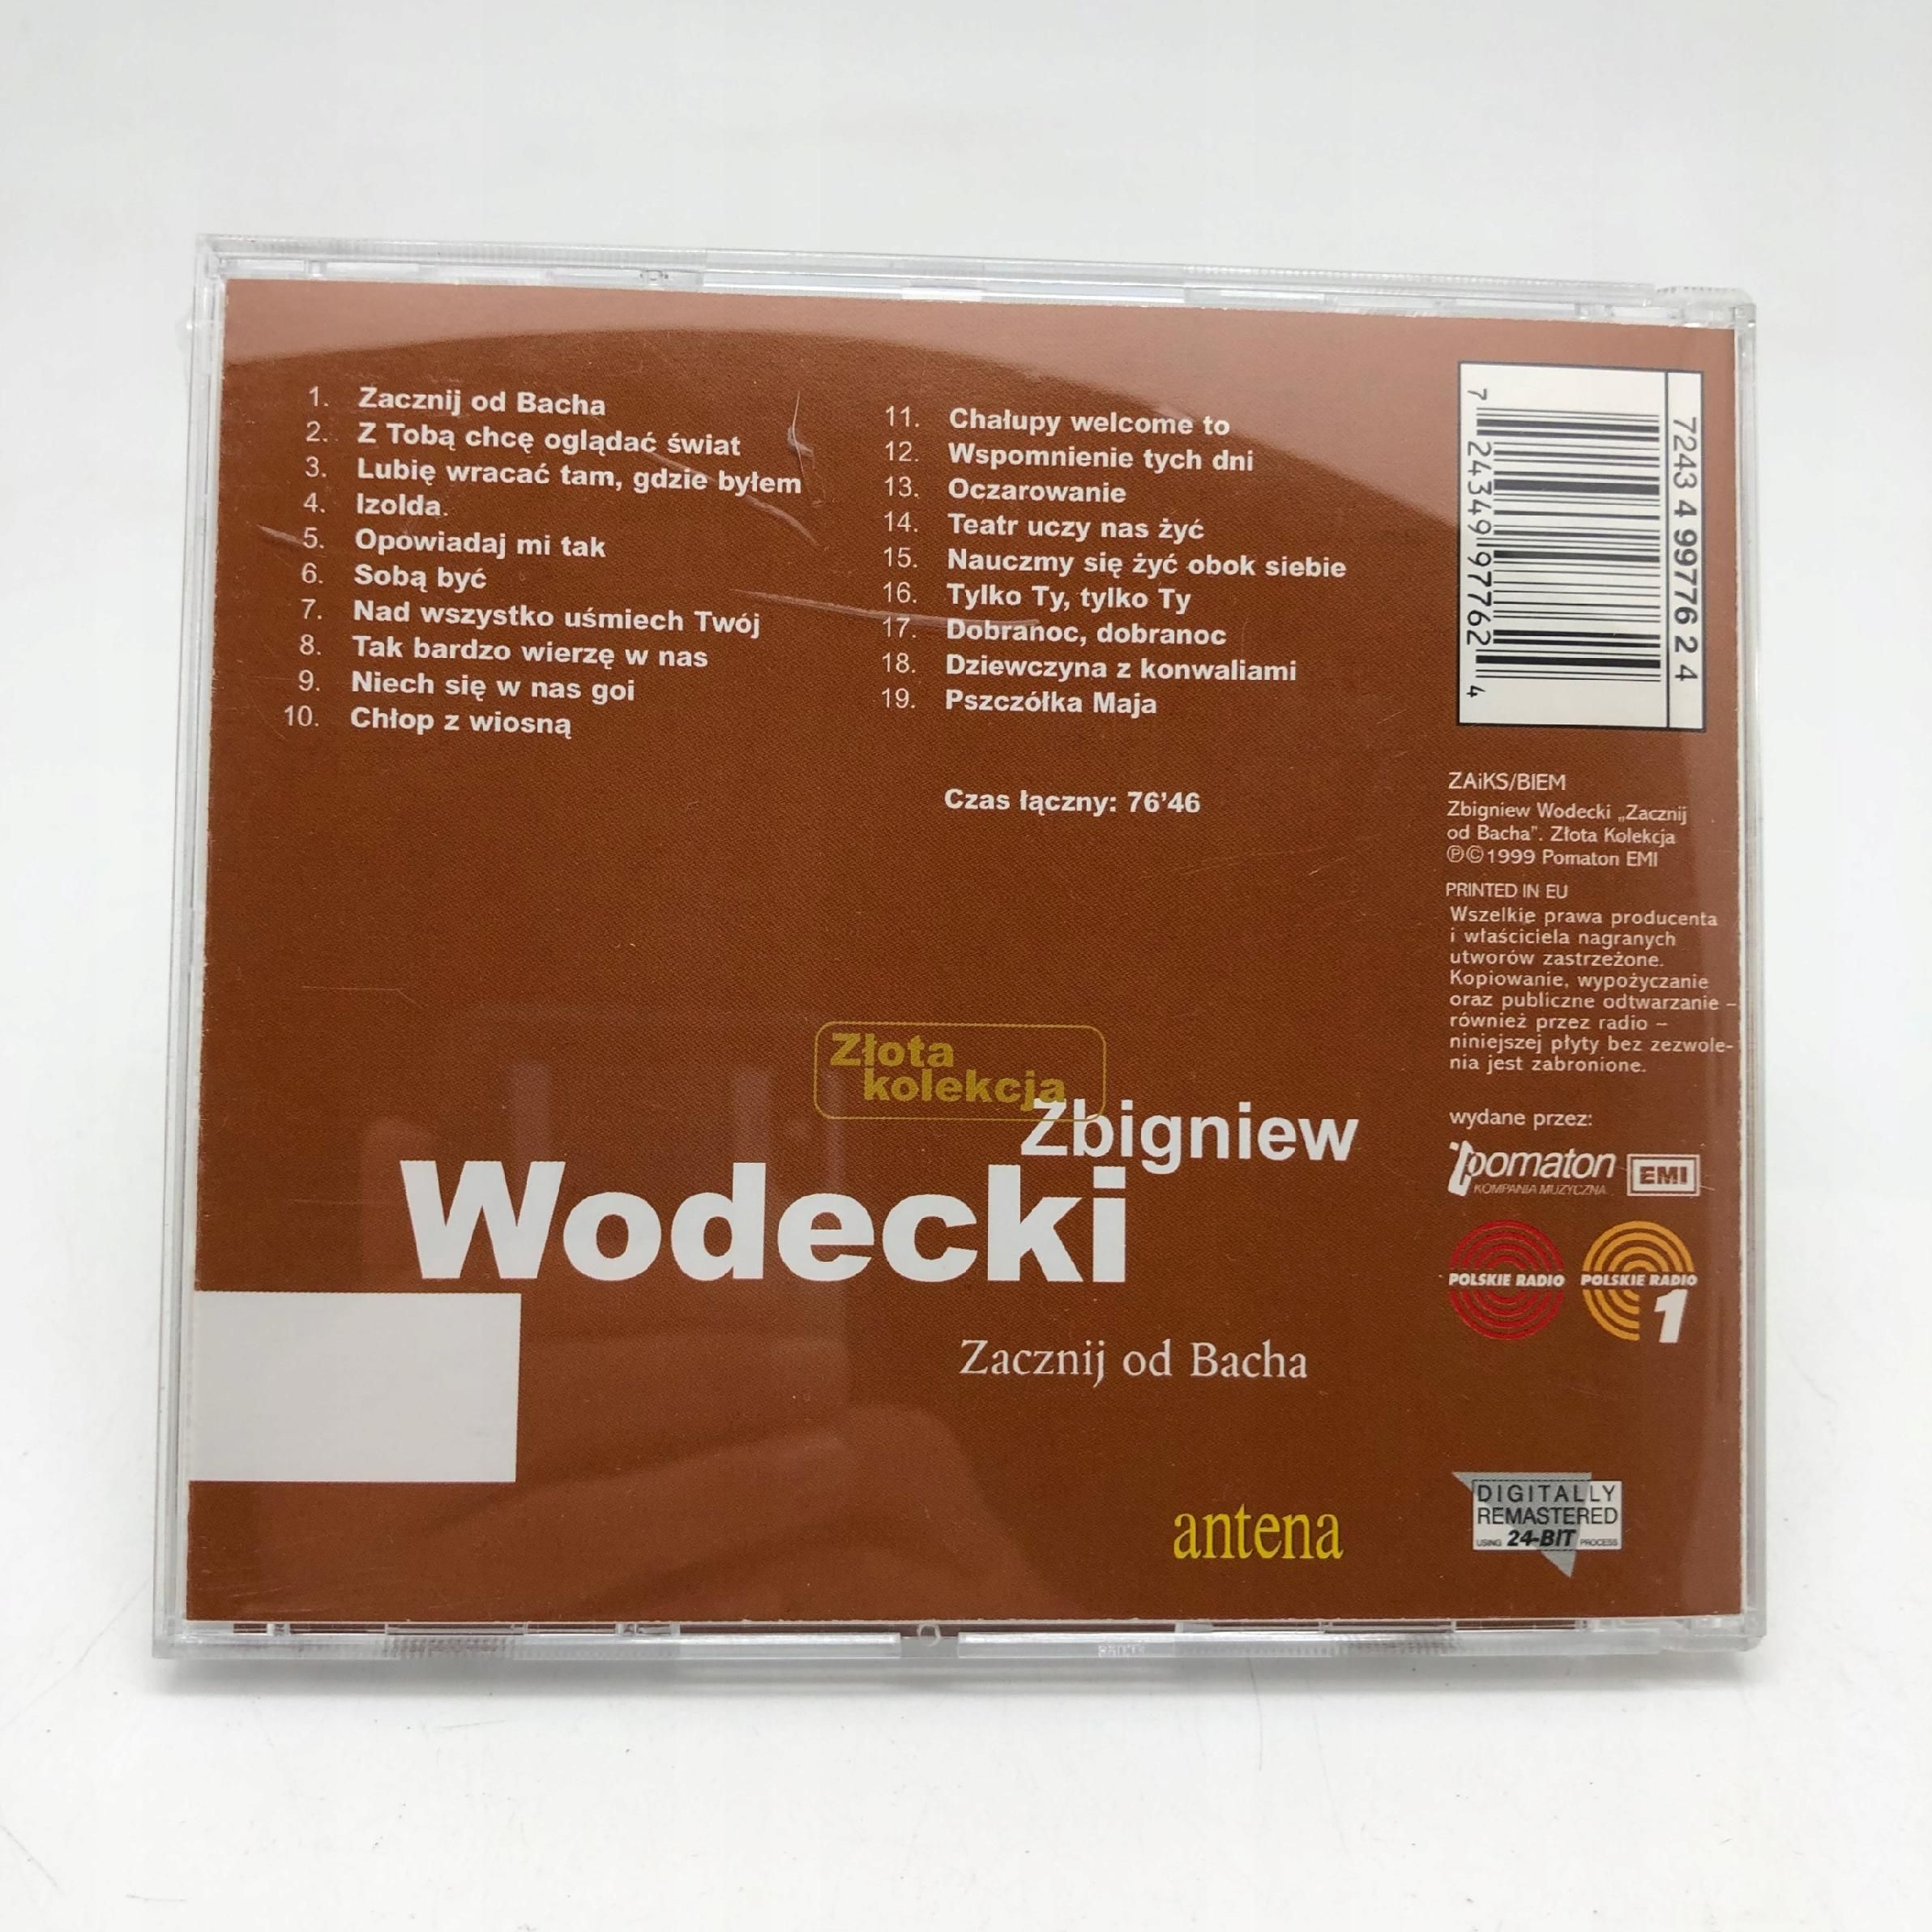 1. Zacznij od Bacha
2. Z Tobą chcę oglądać świat
3. Lubię wracać tam, gdzie byłem
4. Izolda.
5. Opowiadaj mi tak
6. Sobą być
7. Nad wszystko uśmiech Twój
8. Tak bardzo wierzę w nas
9. Niech się w nas goi
10. Chłop z wiosną
11. Chałupy welcome to
12. Wspomnienie tych dni
13. Oczarowanie
14. Teatr uczy nas żyć
15. Nauczmy się żyć obok siebie
16. Tylko Ty, tylko Ty
17. Dobranoc, dobranoc
18. Dziewczyna z konwaliami
19. Pszczółka Maja
Czas łączny: 76'46
7243 4 99776 2 4
7 24349 97762 4
ZAiKS/BIEM
Zbigniew Wodecki „Zacznij
od Bacha". Złota Kolekcja
℗©1999 Pomaton EMI
PRINTED IN EU
Wszelkie prawa producenta
i właściciela nagranych
utworów zastrzeżone.
Kopiowanie, wypożyczanie
oraz publiczne odtwarzanie –
również przez radio –
niniejszej płyty bez zezwole-
nia jest zabronione.
wydane przez:
pomaton
KOMPANIA MUZYCZNA
EMI
POLSKIE RADIO
POLSKIE RADIO
1
Złota
kolekcja
Zbigniew
Wodecki
Zacznij od Bacha
antena
DIGITALLY
REMASTERED
USING 24-BIT PROCESS